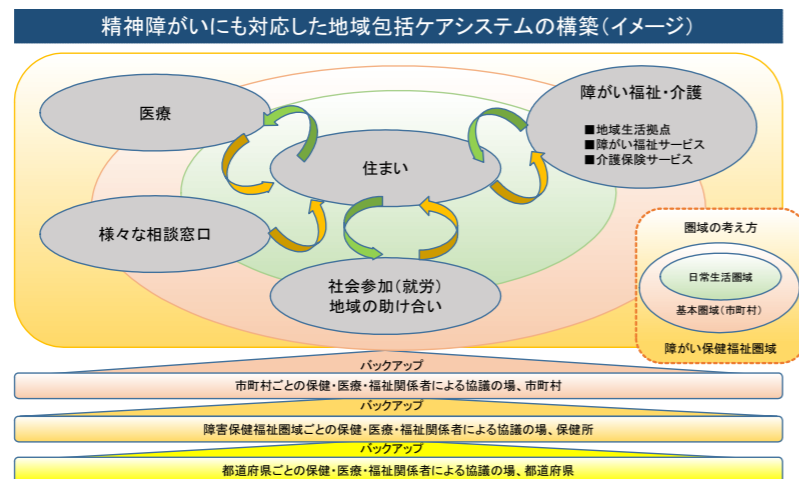 精神障がいにも対応した地域包括ケアシステムの構築(イメージ)
医療
障がい福祉・介護
■地域生活拠点
■障がい福祉サービス
■介護保険サービス
住まい
様々な相談窓口
社会参加(就労)
地域の助け合い
圏域の考え方
日常生活圏域
基本圏域(市町村)
障がい保健福祉圏域
バックアップ
市町村ごとの保健・医療・福祉関係者による協議の場、市町村
バックアップ
障害保健福祉圏域ごとの保健・医療・福祉関係者による協議の場、保健所
バックアップ
都道府県ごとの保健・医療・福祉関係者による協議の場、都道府県